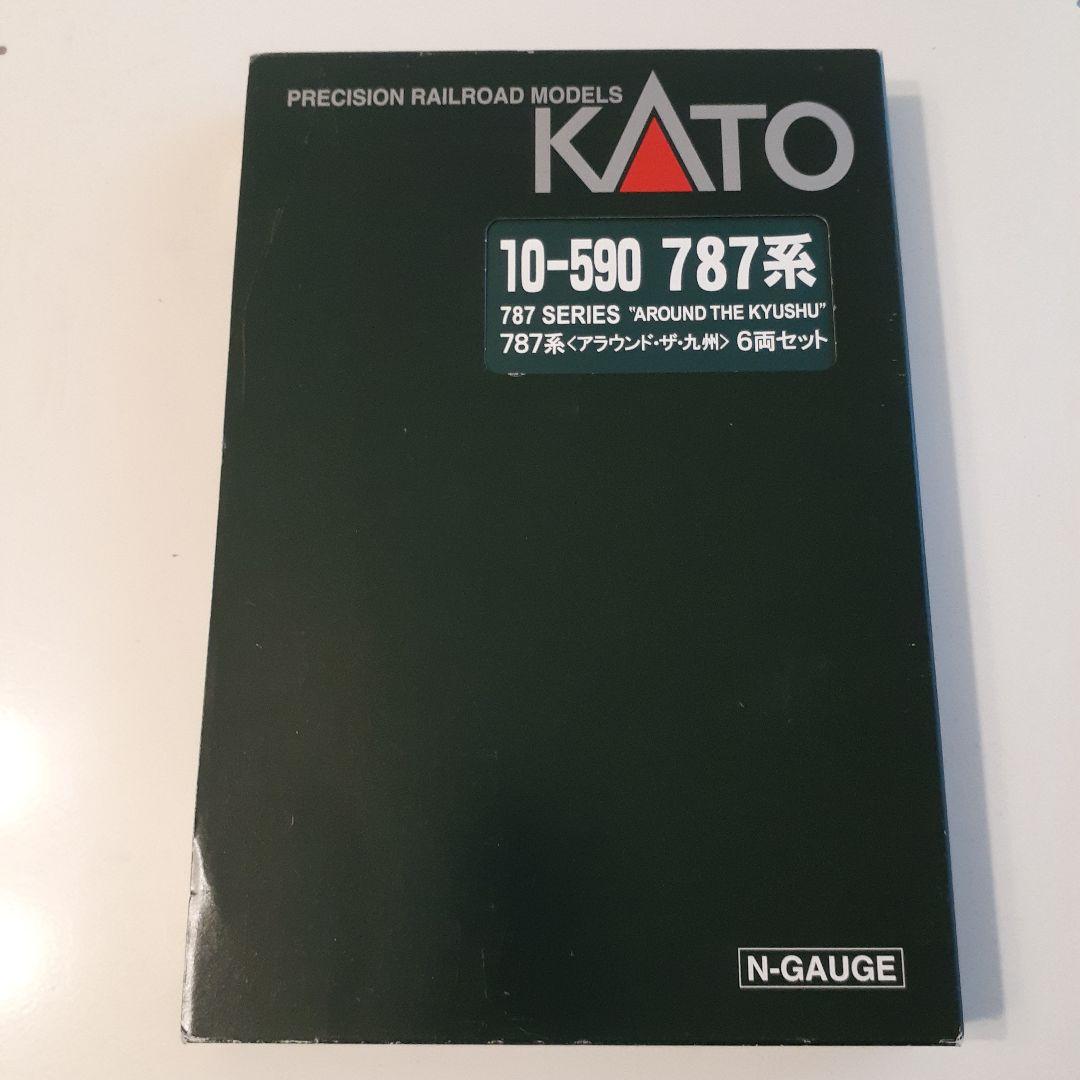 PRECISION RAILROAD MODELS
KATO
10-590 787系
787 SERIES "AROUND THE KYUSHU"
787系〈アラウンド・ザ・九州〉 6両セット
N-GAUGE